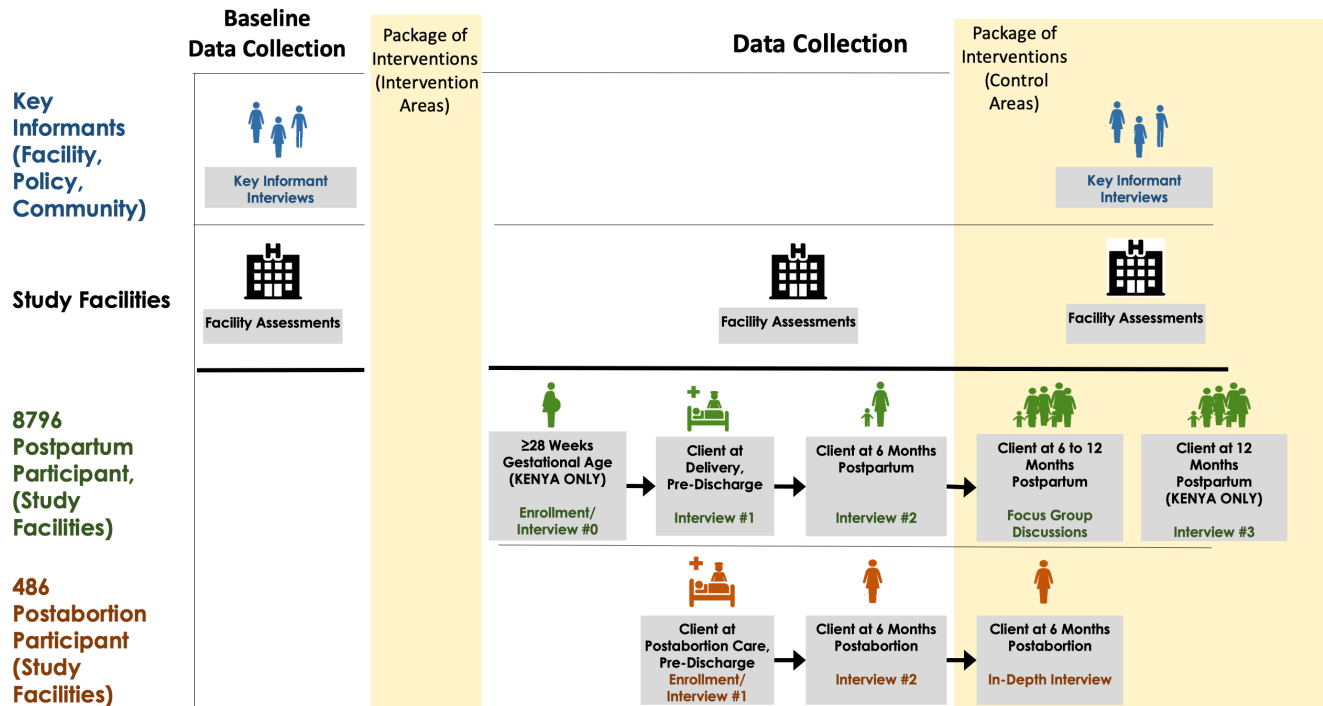 Baseline
Data Collection
Package of
Interventions
(Intervention
Areas)
Data Collection
Package of
Interventions
(Control
Areas)
Key
Informants
(Facility,
Policy,
Community)
Key Informant
Interviews
Key Informant
Interviews
Study Facilities
H
Facility Assessments
H
Facility Assessments
H
Facility Assessments
8796
Postpartum
Participant,
(Study
Facilities)
≥28 Weeks
Gestational Age
(KENYA ONLY)
Enrollment/
Interview #0
Client at
Delivery,
Pre-Discharge
Interview #1
Client at 6 Months
Postpartum
Interview #2
Client at 6 to 12
Months
Postpartum
Focus Group
Discussions
Client at 12
Months
Postpartum
(KENYA ONLY)
Interview #3
486
Postabortion
Participant
(Study
Facilities)
Client at
Postabortion Care,
Pre-Discharge
Enrollment/
Interview #1
Client at 6 Months
Postabortion
Interview #2
Client at 6 Months
Postabortion
In-Depth Interview